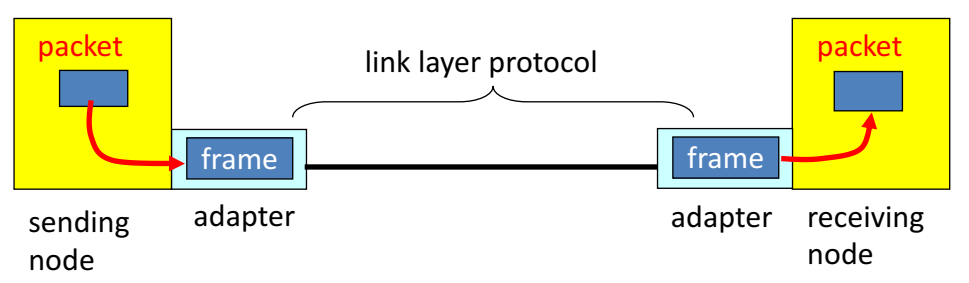 packet
packet
link layer protocol
frame
frame
adapter
adapter
sending
node
receiving
node